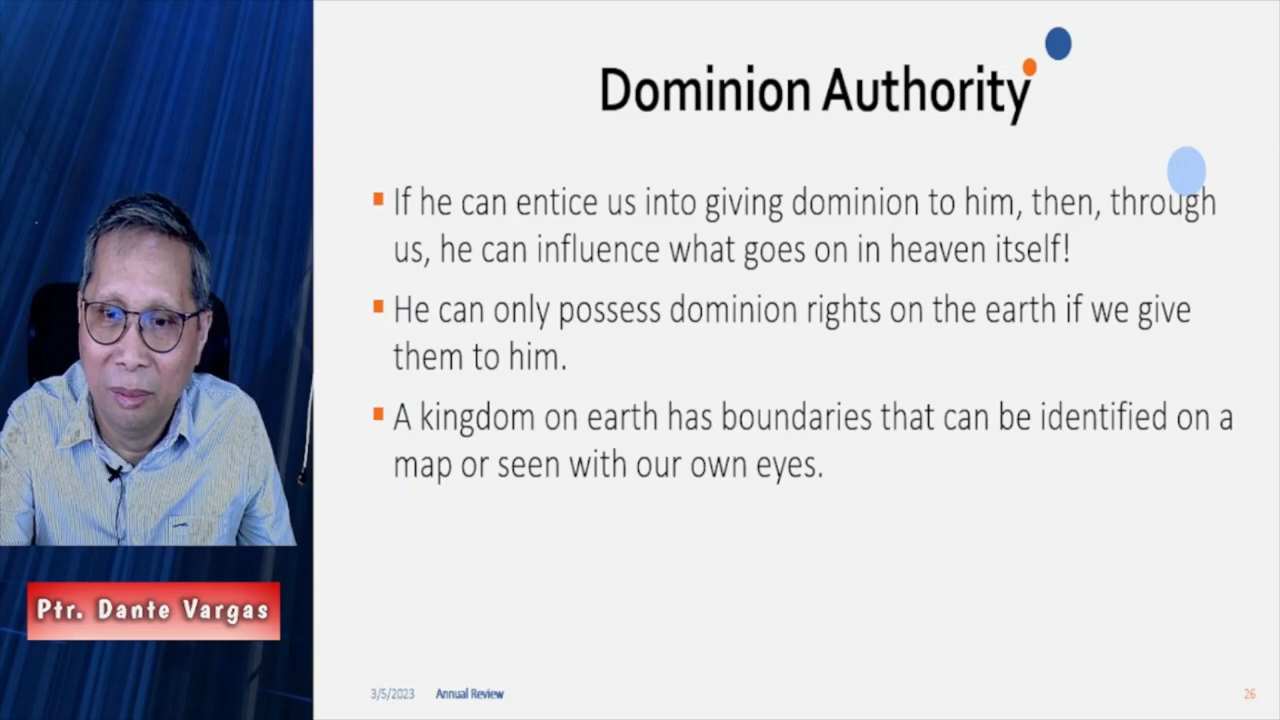 Dominion Authority
If he can entice us into giving dominion to him, then, through
us, he can influence what goes on in heaven itself!
He can only possess dominion rights on the earth if we give
them to him.
A kingdom on earth has boundaries that can be identified on a
map or seen with our own eyes.
Ptr. Dante Vargas
3/5/2023 Annual Review 26